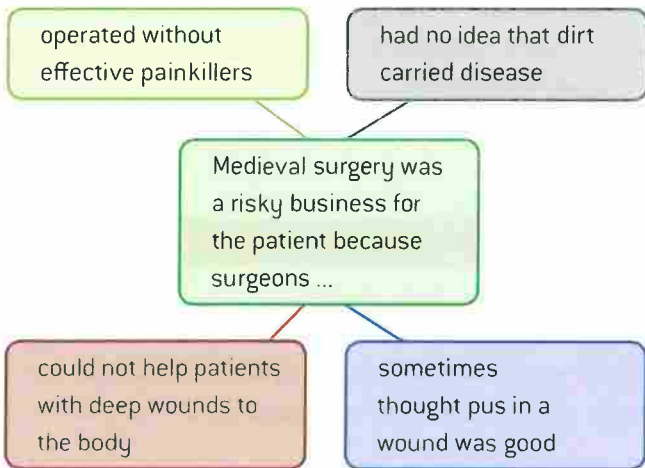 operated without
effective painkillers
had no idea that dirt
carried disease
Medieval surgery was
a risky business for
the patient because
surgeons ...
could not help patients
with deep wounds to
the body
sometimes
thought pus in a
wound was good